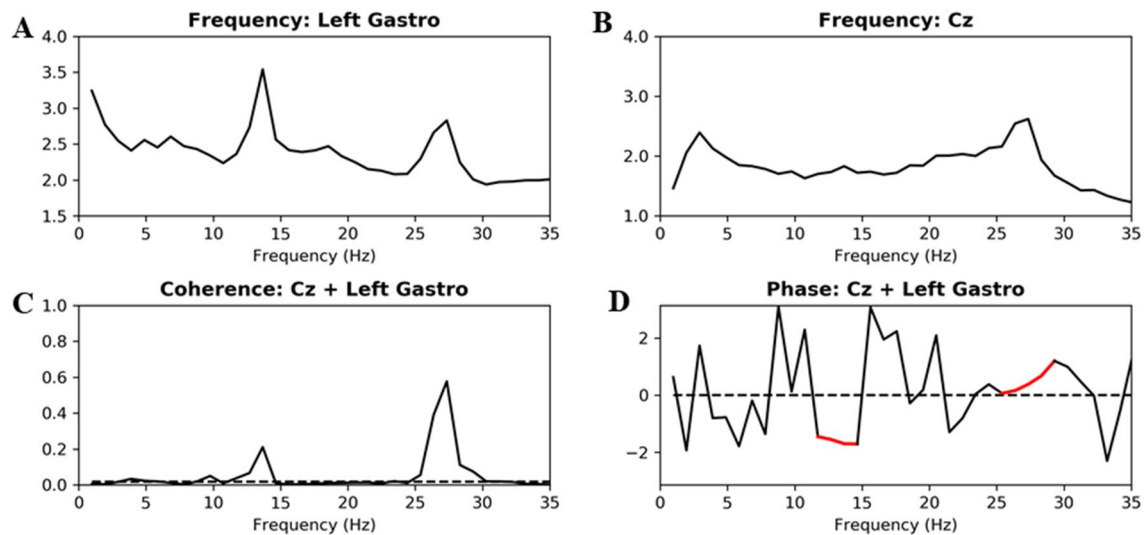 A
Frequency: Left Gastro
4.0
3.5
3.0
2.5
2.0
1.5
0 5 10 15 20 25 30 35
Frequency (Hz)
B
Frequency: Cz
4.0
3.0
2.0
1.0
0 5 10 15 20 25 30 35
Frequency (Hz)
C
Coherence: Cz + Left Gastro
1.0
0.8
0.6
0.4
0.2
0.0
0 5 10 15 20 25 30 35
Frequency (Hz)
D
Phase: Cz + Left Gastro
2
0
−2
0 5 10 15 20 25 30 35
Frequency (Hz)